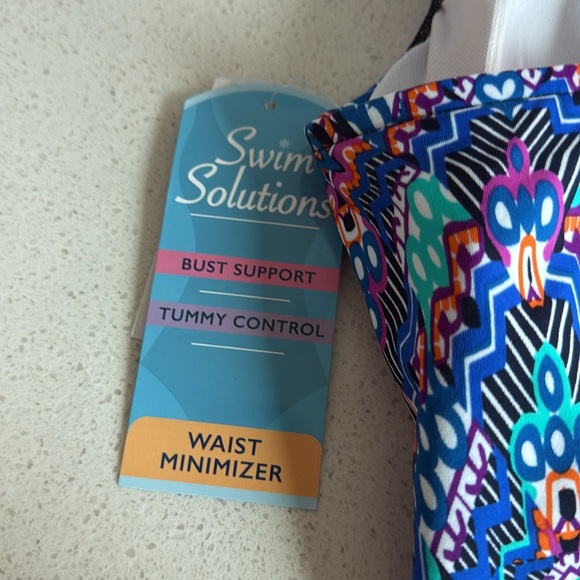 Swim
Solutions
BUST SUPPORT
TUMMY CONTROL
WAIST
MINIMIZER